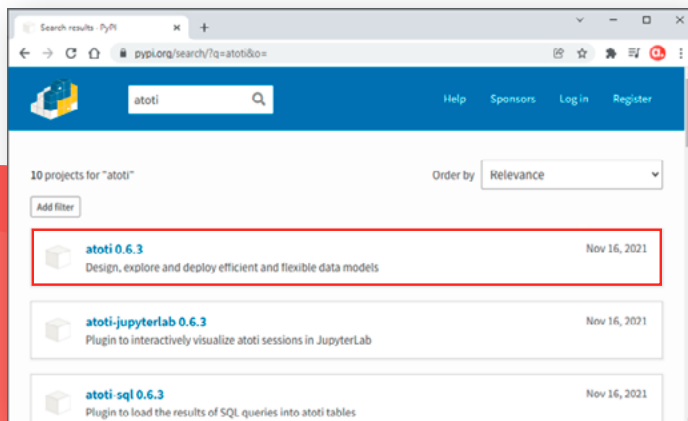 Search results · PyPI
pypi.org/search/?q=atoti&o=
atoti
Help Sponsors Log in Register
10 projects for "atoti"
Order by Relevance
Add filter
atoti 0.6.3
Nov 16, 2021
Design, explore and deploy efficient and flexible data models
atoti-jupyterlab 0.6.3
Nov 16, 2021
Plugin to interactively visualize atoti sessions in JupyterLab
atoti-sql 0.6.3
Nov 16, 2021
Plugin to load the results of SQL queries into atoti tables